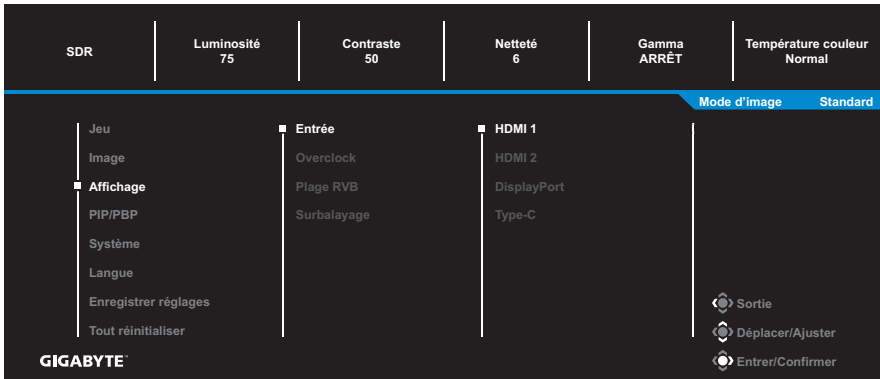 SDR
Luminosité
75
Contraste
50
Netteté
6
Gamma
ARRÊT
Température couleur
Normal
Mode d'image Standard
Jeu
Image
Affichage
PIP/PBP
Système
Langue
Enregistrer réglages
Tout réinitialiser
Entrée
Overclock
Plage RVB
Surbalayage
HDMI 1
HDMI 2
DisplayPort
Type-C
Sortie
Déplacer/Ajuster
Entrer/Confirmer
GIGABYTE™